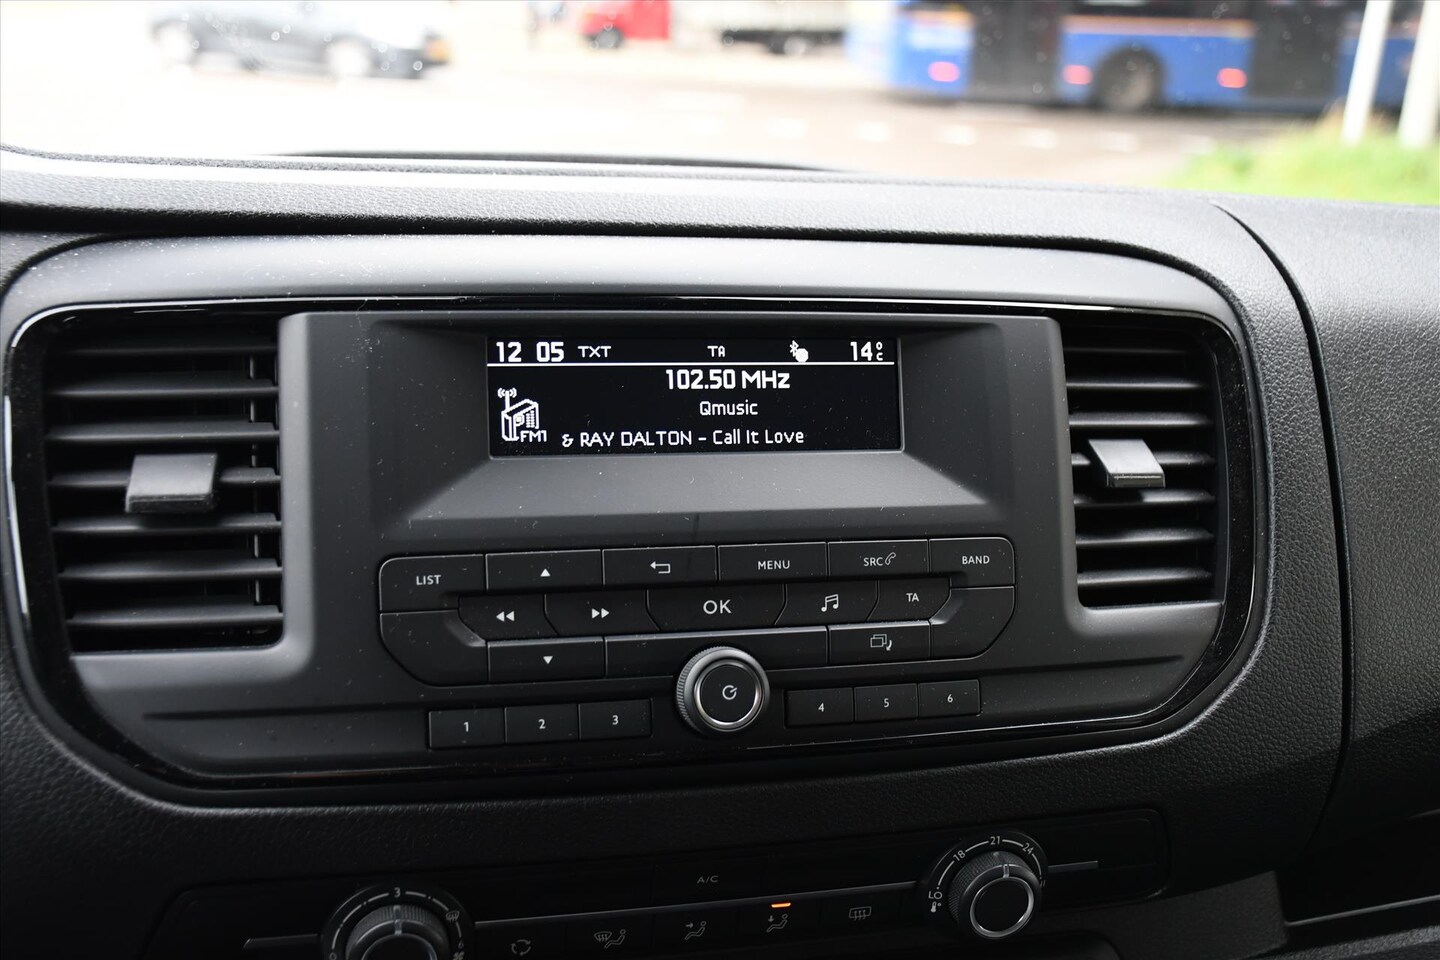 12 05 TXT TA 14°C
102.50 MHz
Qmusic
FM1
& RAY DALTON - Call It Love
LIST MENU SRC BAND
OK TA
1 2 3 4 5 6
A/C
3
LO 18 21 24